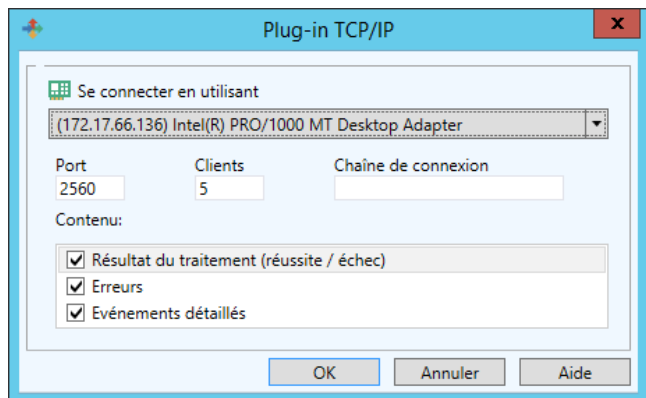 Plug-in TCP/IP
x
Se connecter en utilisant
(172.17.66.136) Intel(R) PRO/1000 MT Desktop Adapter
Port Clients Chaîne de connexion
2560 5
Contenu:
Résultat du traitement (réussite / échec)
Erreurs
Evénements détaillés
OK Annuler Aide